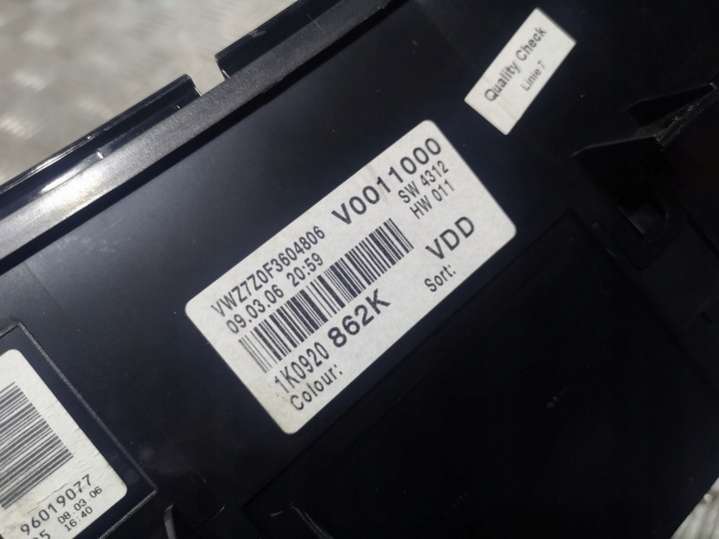 Quality Check
Linie 7
VWZ7Z0F3604806 V0011000
09.03.06 20:59 SW 4312
HW 011
1K0920 862K Sort: VDD
Colour:
96019077
08 03 06
16:40